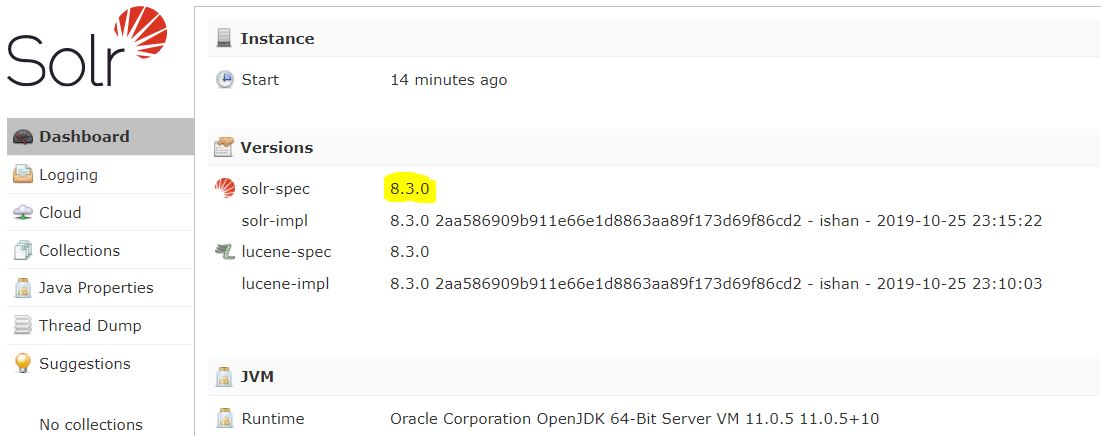 Solr
Dashboard
Logging
Cloud
Collections
Java Properties
Thread Dump
Suggestions
No collections
Instance
Start 14 minutes ago
Versions
solr-spec 8.3.0
solr-impl 8.3.0 2aa586909b911e66e1d8863aa89f173d69f86cd2 - ishan - 2019-10-25 23:15:22
lucene-spec 8.3.0
lucene-impl 8.3.0 2aa586909b911e66e1d8863aa89f173d69f86cd2 - ishan - 2019-10-25 23:10:03
JVM
Runtime Oracle Corporation OpenJDK 64-Bit Server VM 11.0.5 11.0.5+10